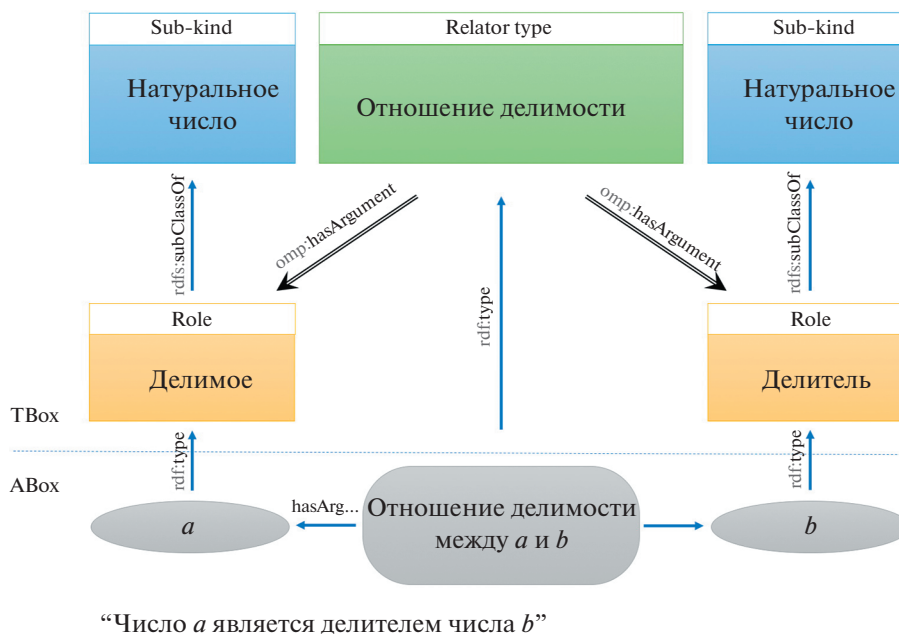 Sub-kind
Relator type
Sub-kind
Натуральное
число
Отношение делимости
Натуральное
число
rdfs:subClassOf
omp:hasArgument
omp:hasArgument
rdfs:subClassOf
rdf:type
Role
Role
Делимое
Делитель
TBox
rdf:type
rdf:type
ABox
hasArg...
a
Отношение делимости
между a и b
b
“Число a является делителем числа b”